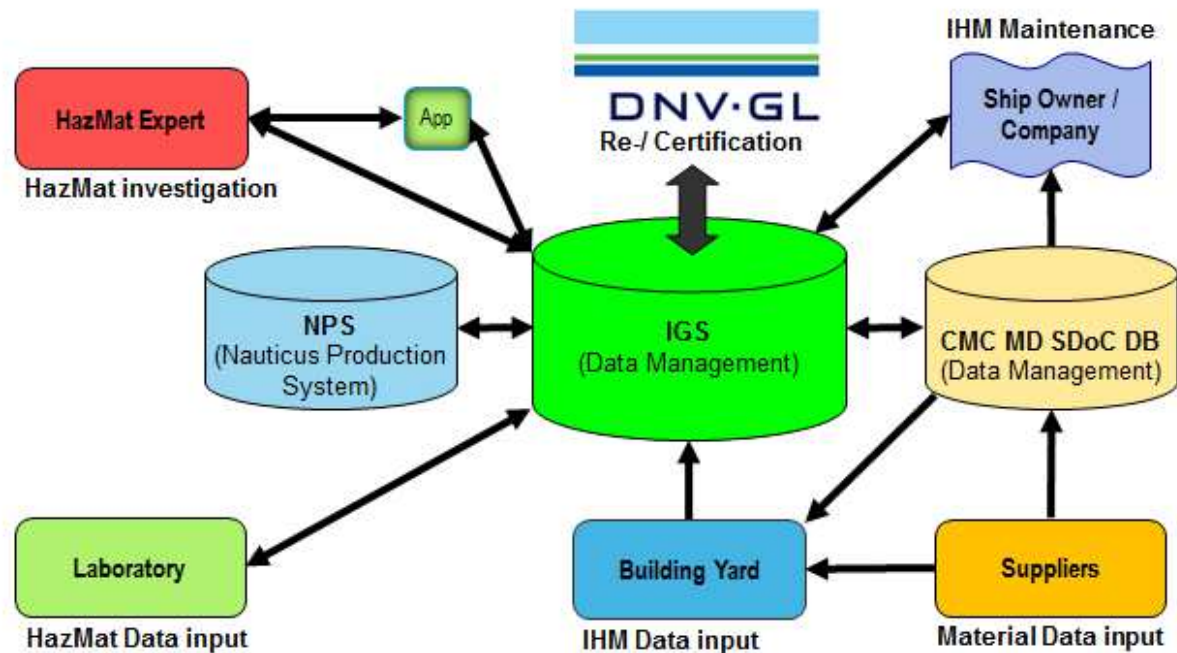 IHM Maintenance
Ship Owner /
Company
DNV·GL
Re-/ Certification
HazMat Expert
App
HazMat investigation
NPS
(Nauticus Production
System)
IGS
(Data Management)
CMC MD SDoC DB
(Data Management)
Laboratory
HazMat Data input
Building Yard
IHM Data input
Suppliers
Material Data input